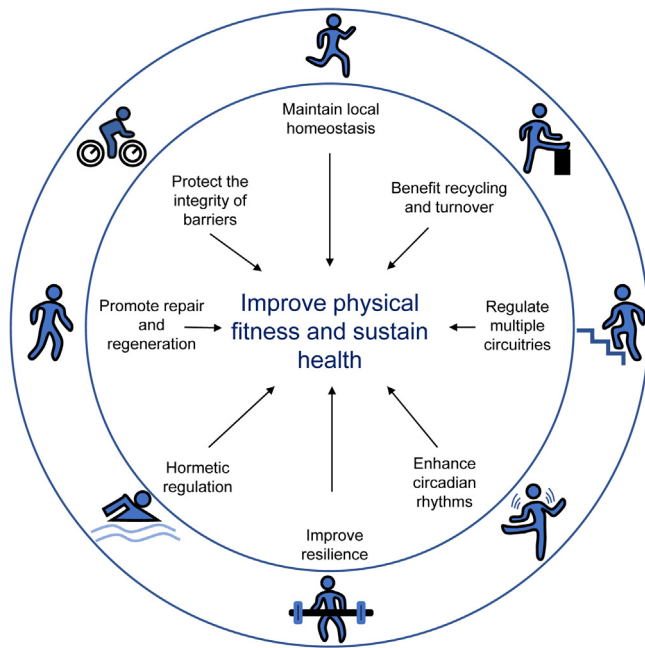 Maintain local
homeostasis
Benefit recycling
and turnover
Regulate
multiple
circuitries
Enhance
circadian
rhythms
Improve
resilience
Hormetic
regulation
Promote repair
and
regeneration
Protect the
integrity of
barriers
Improve physical
fitness and sustain
health